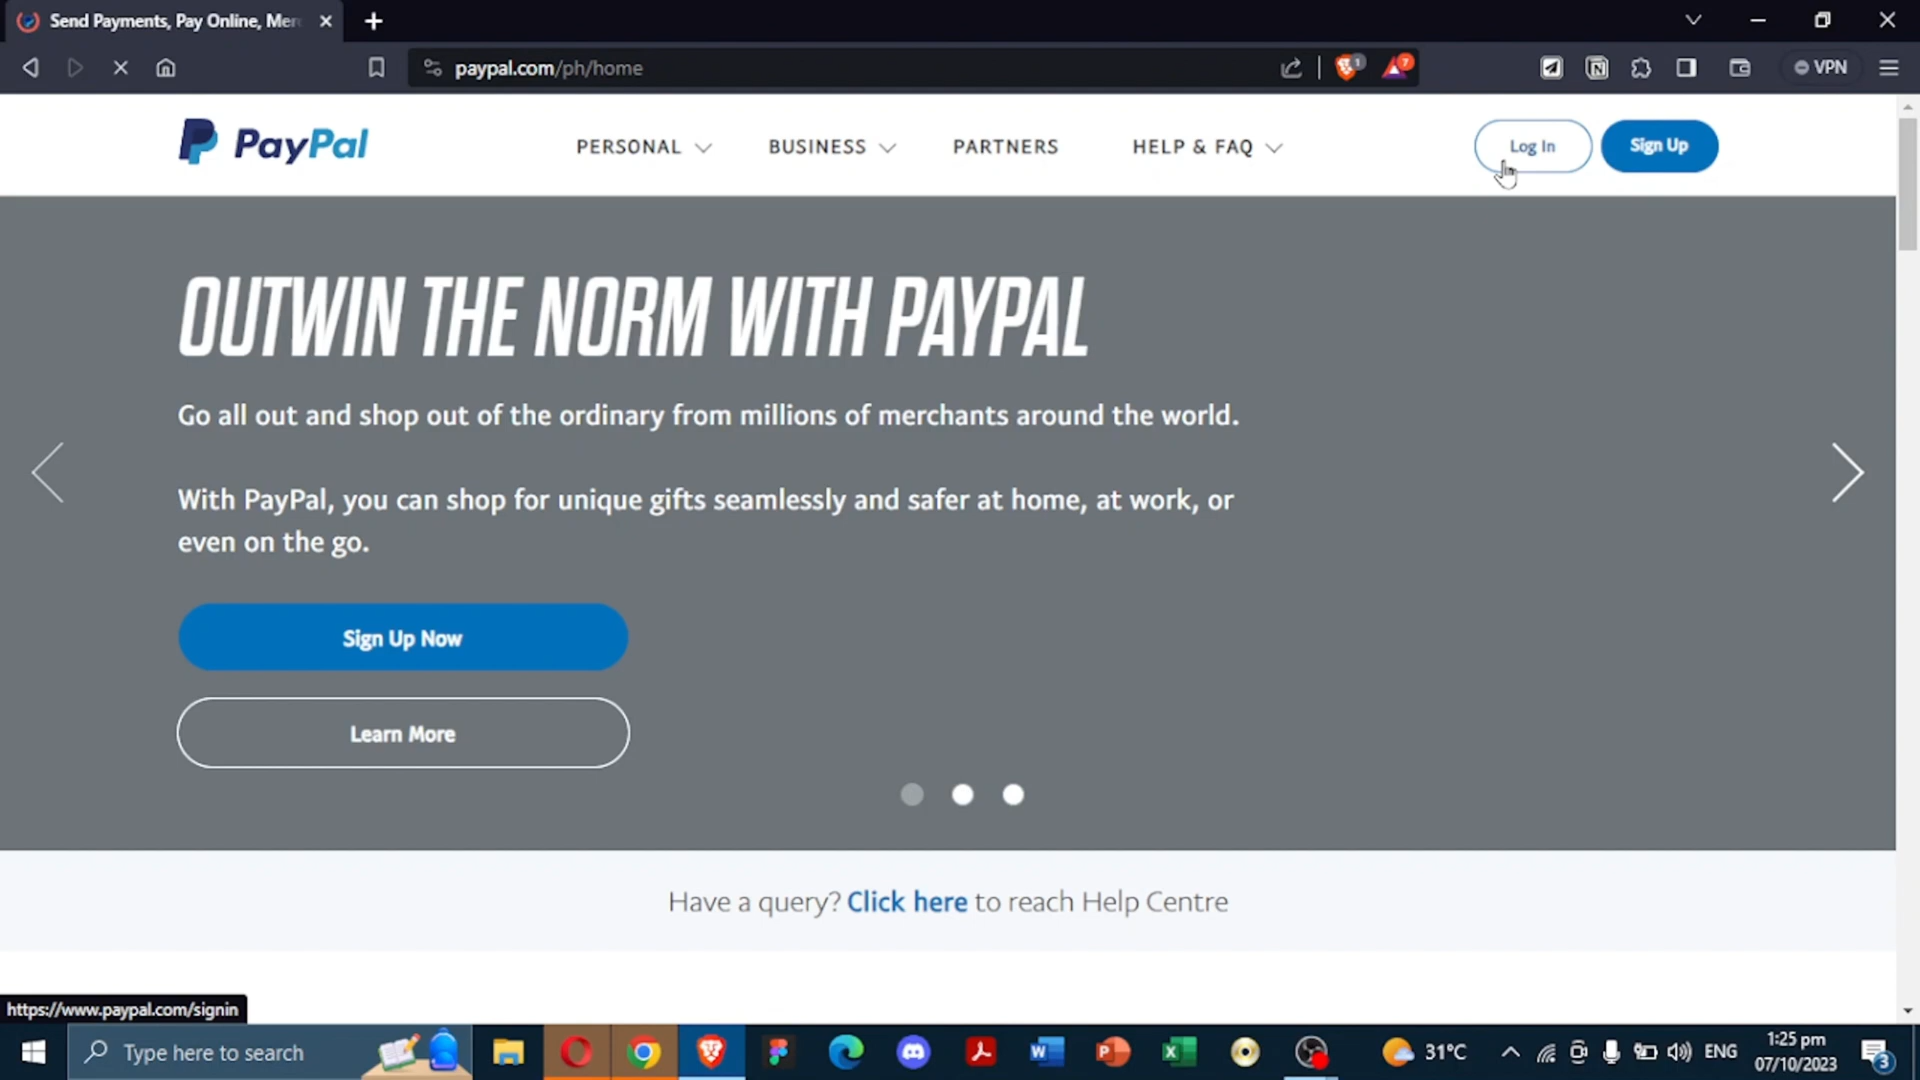 Send Payments, Pay Online, Mer
paypal.com/ph/home
1
7
VPN
PayPal
PERSONAL
BUSINESS
PARTNERS
HELP & FAQ
Log In
Sign Up
OUTWIN THE NORM WITH PAYPAL
Go all out and shop out of the ordinary from millions of merchants around the world.
With PayPal, you can shop for unique gifts seamlessly and safer at home, at work, or
even on the go.
Sign Up Now
Learn More
Have a query? Click here to reach Help Centre
https://www.paypal.com/signin
Type here to search
31°C
ENG
1:25 pm
07/10/2023
3